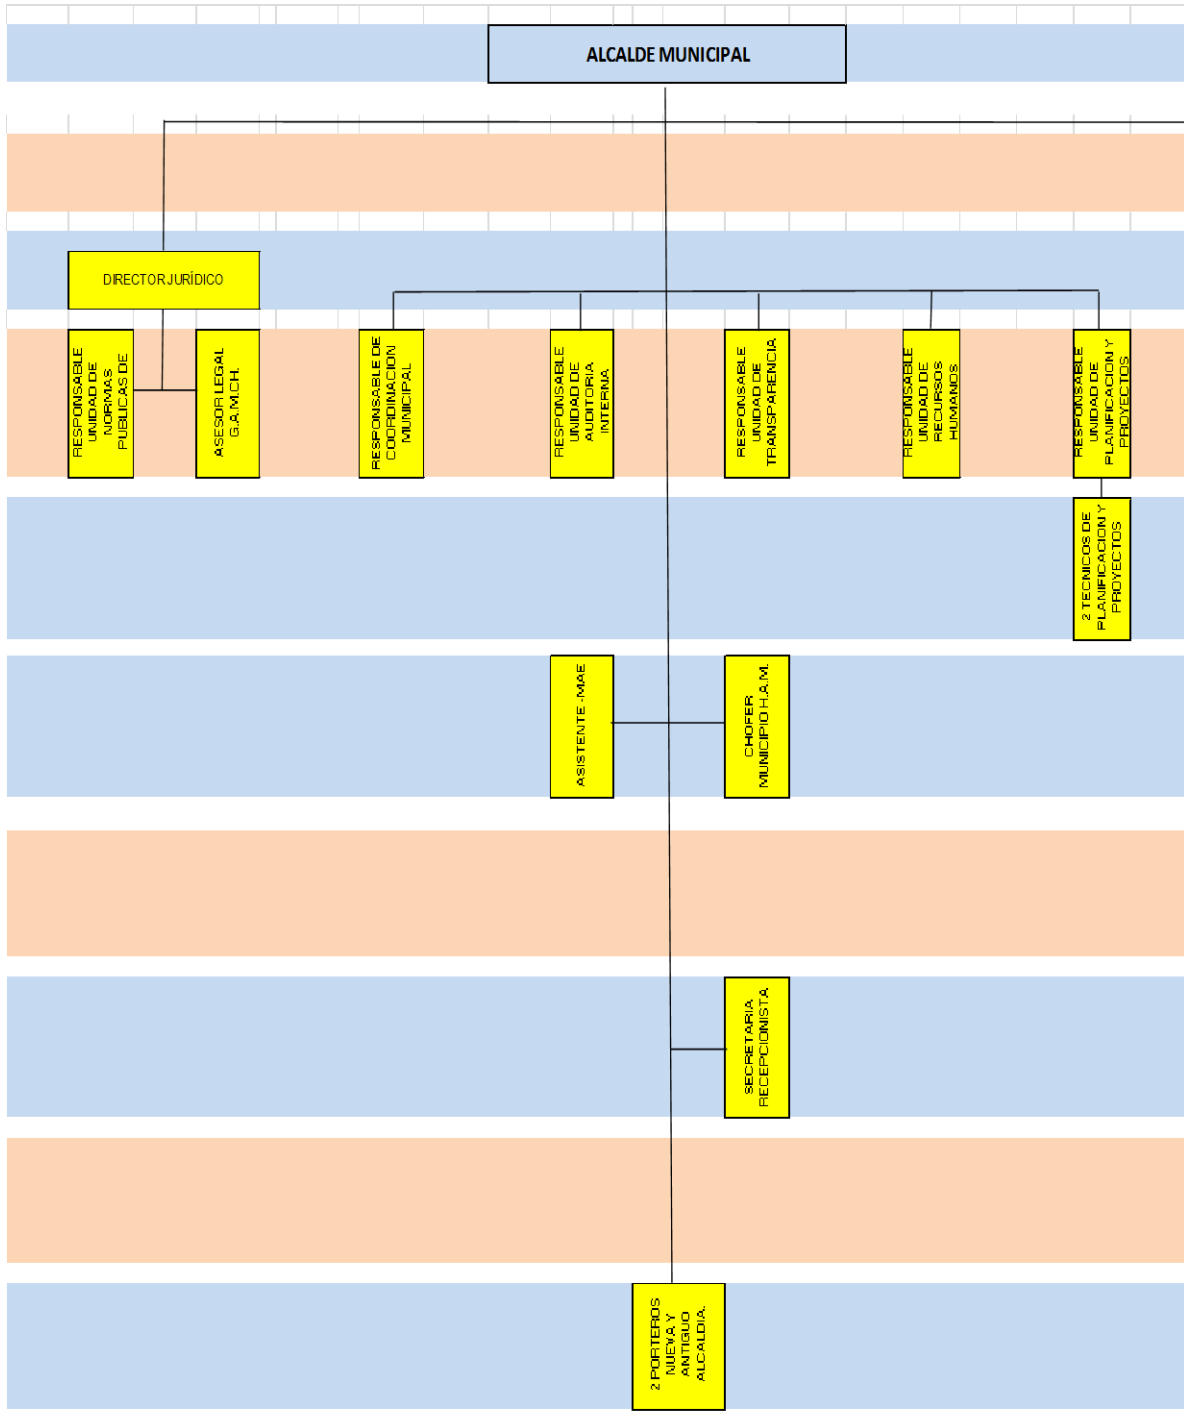 ALCALDE MUNICIPAL
DIRECTOR JURÍDICO
RESPONSABLE
UNIDAD DE
NORMAS
PUBLICAS DE
ASESOR LEGAL
G.A.M.CH.
RESPONSABLE DE
COORDINACION
MUNICIPAL
RESPONSABLE
UNIDAD DE
AUDITORIA
INTERNA
RESPONSABLE
UNIDAD DE
TRANSPARENCIA
RESPONSABLE
UNIDAD DE
RECURSOS
HUMANOS
RESPONSABLE
UNIDAD DE
PLANIFICACION Y
PROYECTOS
2 TECNICOS DE
PLANIFICACION Y
PROYECTOS
ASISTENTE -MAE
CHOFER
MUNICIPIO H.A.M.
SECRETARIA
RECEPCIONISTA
2 PORTEROS
NUEVA Y
ANTIGUO
ALCALDIA.